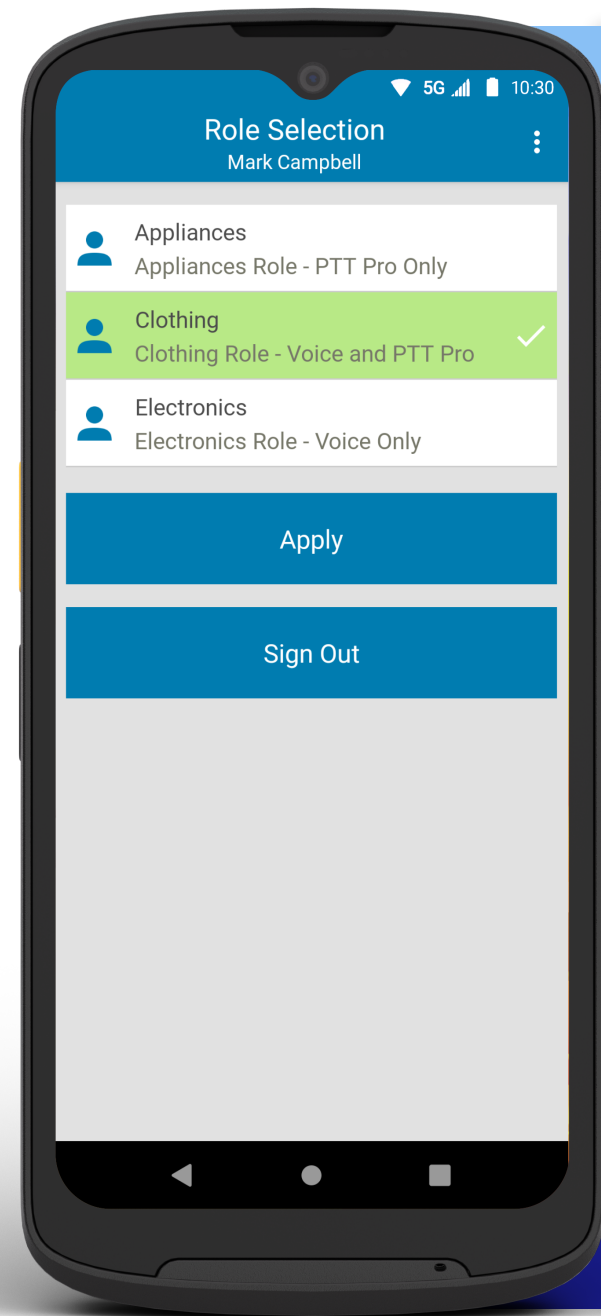 5G 10:30
Role Selection
Mark Campbell
Appliances
Appliances Role - PTT Pro Only
Clothing
Clothing Role - Voice and PTT Pro
Electronics
Electronics Role - Voice Only
Apply
Sign Out